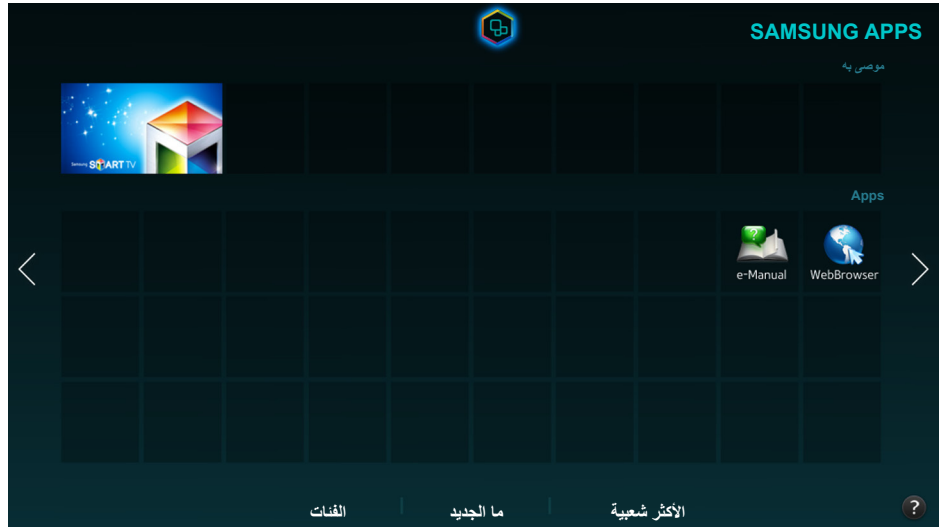 SAMSUNG APPS
موصى به
Samsung SMART TV
Apps
WebBrowser
e-Manual
الأكثر شعبية
ما الجديد
الفئات
?